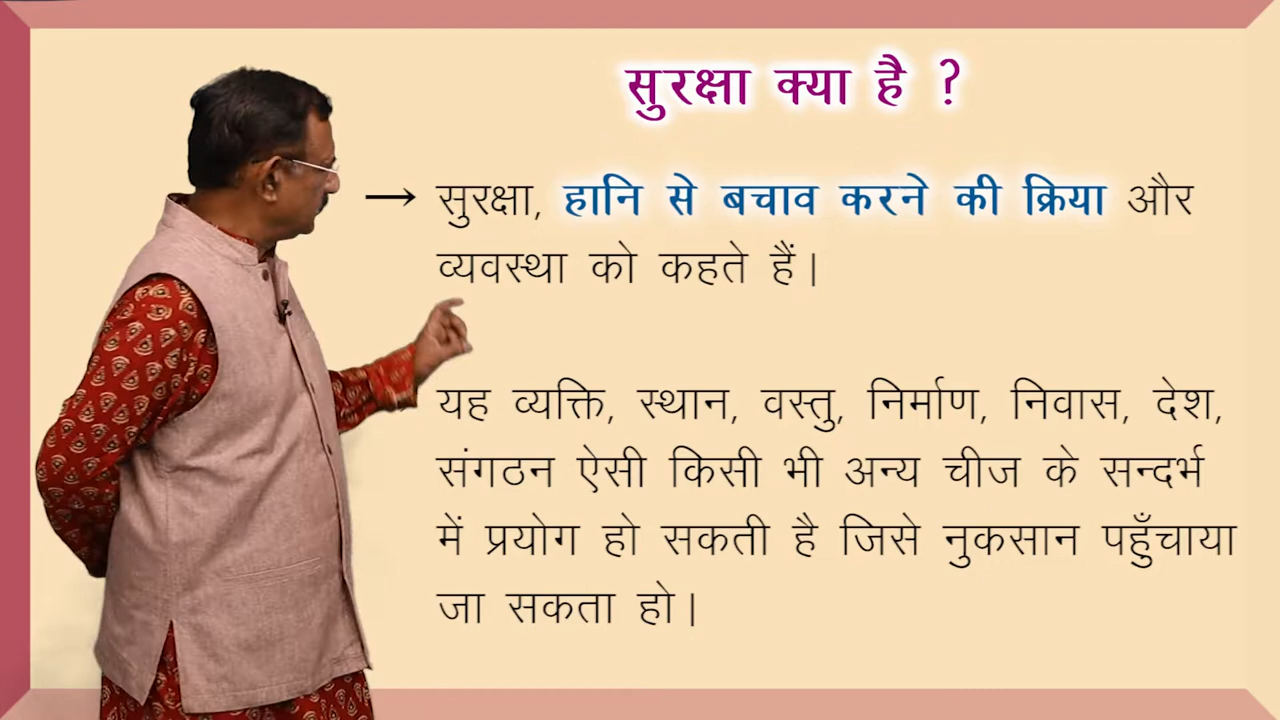 सुरक्षा क्या है ?
→ सुरक्षा, हानि से बचाव करने की क्रिया और
व्यवस्था को कहते हैं।
यह व्यक्ति, स्थान, वस्तु, निर्माण, निवास, देश,
संगठन ऐसी किसी भी अन्य चीज के सन्दर्भ
में प्रयोग हो सकती है जिसे नुकसान पहुँचाया
जा सकता हो।